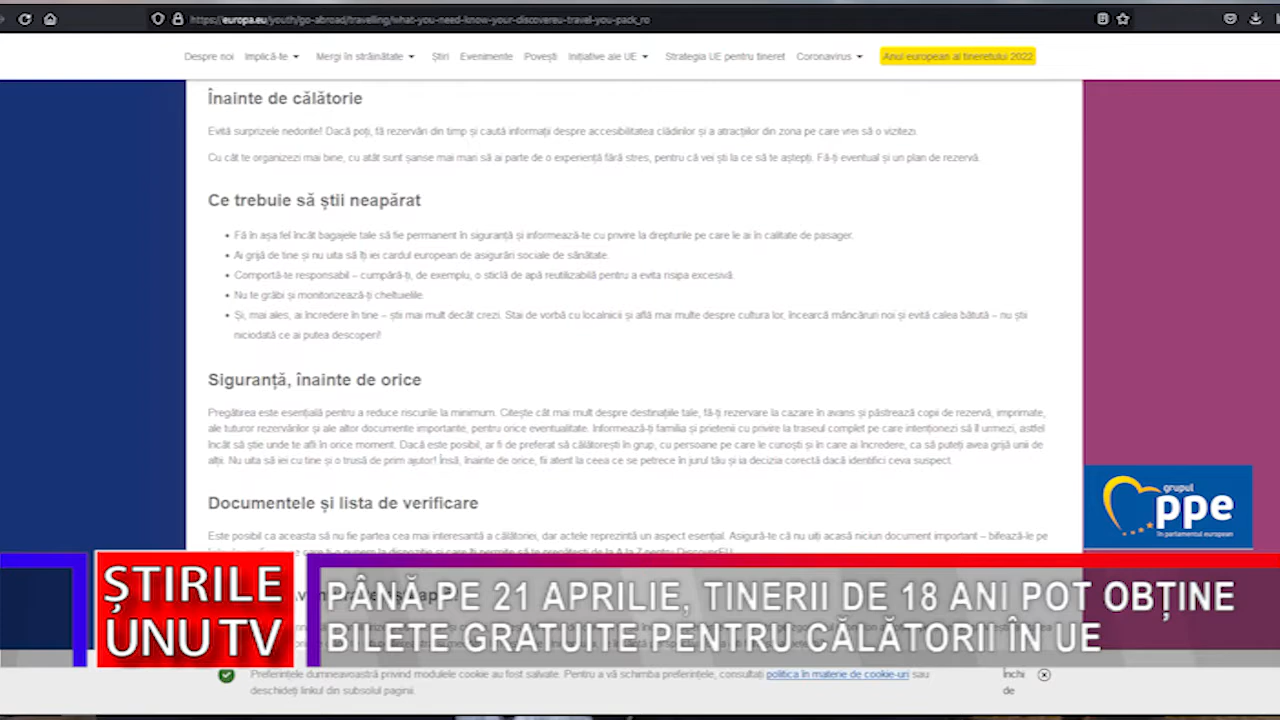 https://europa.eu/youth/go-abroad/travelling/what-you-need-know-your-discovereu-travel-you-pack_ro
Despre noi Implică-te Mergi în străinătate Știri Evenimente Povești Inițiative ale UE Strategia UE pentru tineret Coronavirus Anul european al tineretului 2022
Înainte de călătorie
Evită surprizele nedorite! Dacă poți, fă rezervări din timp și caută informații despre accesibilitatea clădirilor și a atracțiilor din zona pe care vrei să o vizitezi.
Cu cât te organizezi mai bine, cu atât sunt șanse mai mari să ai parte de o experiență fără stres, pentru că vei ști la ce să te aștepți. Fă-ți eventual și un plan de rezervă.
Ce trebuie să știi neapărat
• Fă în așa fel încât bagajele tale să fie permanent în siguranță și informează-te cu privire la drepturile pe care le ai în calitate de pasager.
• Ai grijă de tine și nu uita să îți iei cardul european de asigurări sociale de sănătate.
• Comportă-te responsabil – cumpără-ți, de exemplu, o sticlă de apă reutilizabilă pentru a evita risipa excesivă.
• Nu te grăbi și monitorizează-ți cheltuielile.
• Și, mai ales, ai încredere în tine – știi mai mult decât crezi. Stai de vorbă cu localnicii și află mai multe despre cultura lor, încearcă mâncăruri noi și evită calea bătută – nu știi
niciodată ce ai putea descoperi!
Siguranță, înainte de orice
Pregătirea este esențială pentru a reduce riscurile la minimum. Citește cât mai mult despre destinațiile tale, fă-ți rezervare la cazare în avans și păstrează copii de rezervă, imprimate,
ale tuturor rezervărilor și ale altor documente importante, pentru orice eventualitate. Informează-ți familia și prietenii cu privire la traseul complet pe care intenționezi să îl urmezi, astfel
încât să știe unde te afli în orice moment. Dacă este posibil, ar fi de preferat să călătorești în grup, cu persoane pe care le cunoști și în care ai încredere, ca să puteți avea grijă unii de
alții. Nu uita să iei cu tine și o trusă de prim ajutor! Însă, înainte de orice, fii atent la ceea ce se petrece în jurul tău și ia decizia corectă dacă identifici ceva suspect.
Documentele și lista de verificare
Este posibil ca aceasta să nu fie partea cea mai interesantă a călătoriei, dar actele reprezintă un aspect esențial. Asigură-te că nu uiți acasă niciun document important – bifează-le pe
grupul
ppe
în parlamentul european
ȘTIRILE
UNU TV
PÂNĂ PE 21 APRILIE, TINERII DE 18 ANI POT OBȚINE
BILETE GRATUITE PENTRU CĂLĂTORII ÎN UE
Preferințele dumneavoastră privind modulele cookie au fost salvate. Pentru a vă schimba preferințele, consultați politica în materie de cookie-uri sau
deschideți linkul din subsolul paginii.
Închi
de